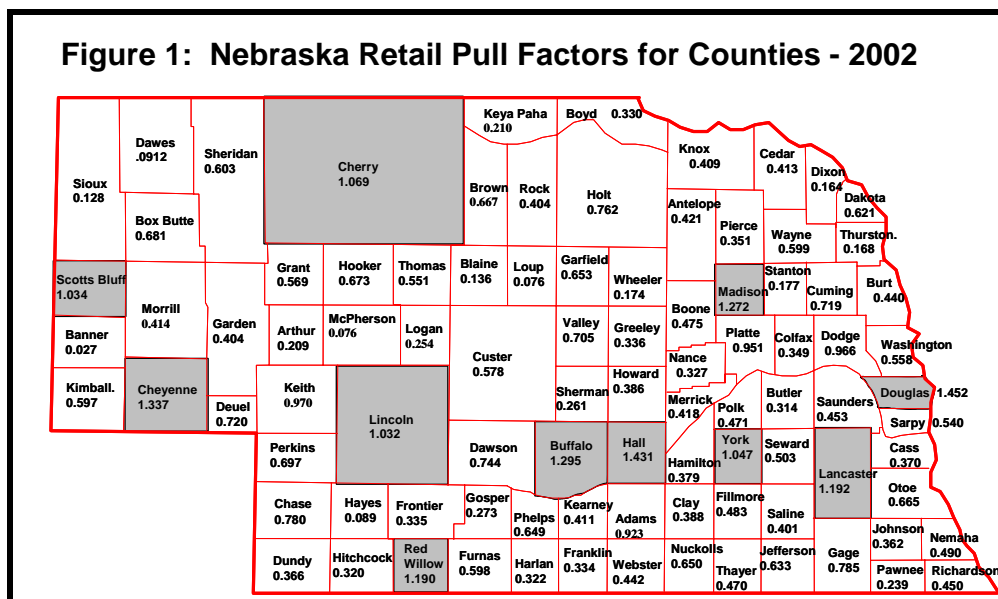 Figure 1: Nebraska Retail Pull Factors for Counties - 2002
Sioux
0.128
Dawes
.0912
Sheridan
0.603
Box Butte
0.681
Cherry
1.069
Keya Paha
0.210
Boyd 0.330
Brown
0.667
Rock
0.404
Holt
0.762
Knox
0.409
Cedar
0.413
Dixon
0.164
Dakota
0.621
Antelope
0.421
Pierce
0.351
Wayne
0.599
Thurston.
0.168
Scotts Bluff
1.034
Morrill
0.414
Garden
0.404
Grant
0.569
Hooker
0.673
Thomas
0.551
Blaine
0.136
Loup
0.076
Garfield
0.653
Wheeler
0.174
Madison
1.272
Stanton
0.177
Cuming
0.719
Burt
0.440
Banner
0.027
Arthur
0.209
McPherson
0.076
Logan
0.254
Custer
0.578
Valley
0.705
Greeley
0.336
Boone
0.475
Platte
0.951
Colfax
0.349
Dodge
0.966
Washington
0.558
Nance
0.327
Kimball.
0.597
Cheyenne
1.337
Deuel
0.720
Keith
0.970
Lincoln
1.032
Sherman
0.261
Howard
0.386
Merrick
0.418
Polk
0.471
Butler
0.314
Saunders
0.453
Douglas 1.452
Sarpy 0.540
Perkins
0.697
Dawson
0.744
Buffalo
1.295
Hall
1.431
Hamilton
0.379
York
1.047
Seward
0.503
Lancaster
1.192
Cass
0.370
Otoe
0.665
Chase
0.780
Hayes
0.089
Frontier
0.335
Gosper
0.273
Phelps
0.649
Kearney
0.411
Adams
0.923
Clay
0.388
Fillmore
0.483
Saline
0.401
Johnson
0.362
Nemaha
0.490
Dundy
0.366
Hitchcock
0.320
Red
Willow
1.190
Furnas
0.598
Harlan
0.322
Franklin
0.334
Webster
0.442
Nuckolls
0.650
Thayer
0.470
Jefferson
0.633
Gage
0.785
Pawnee
0.239
Richardson
0.450